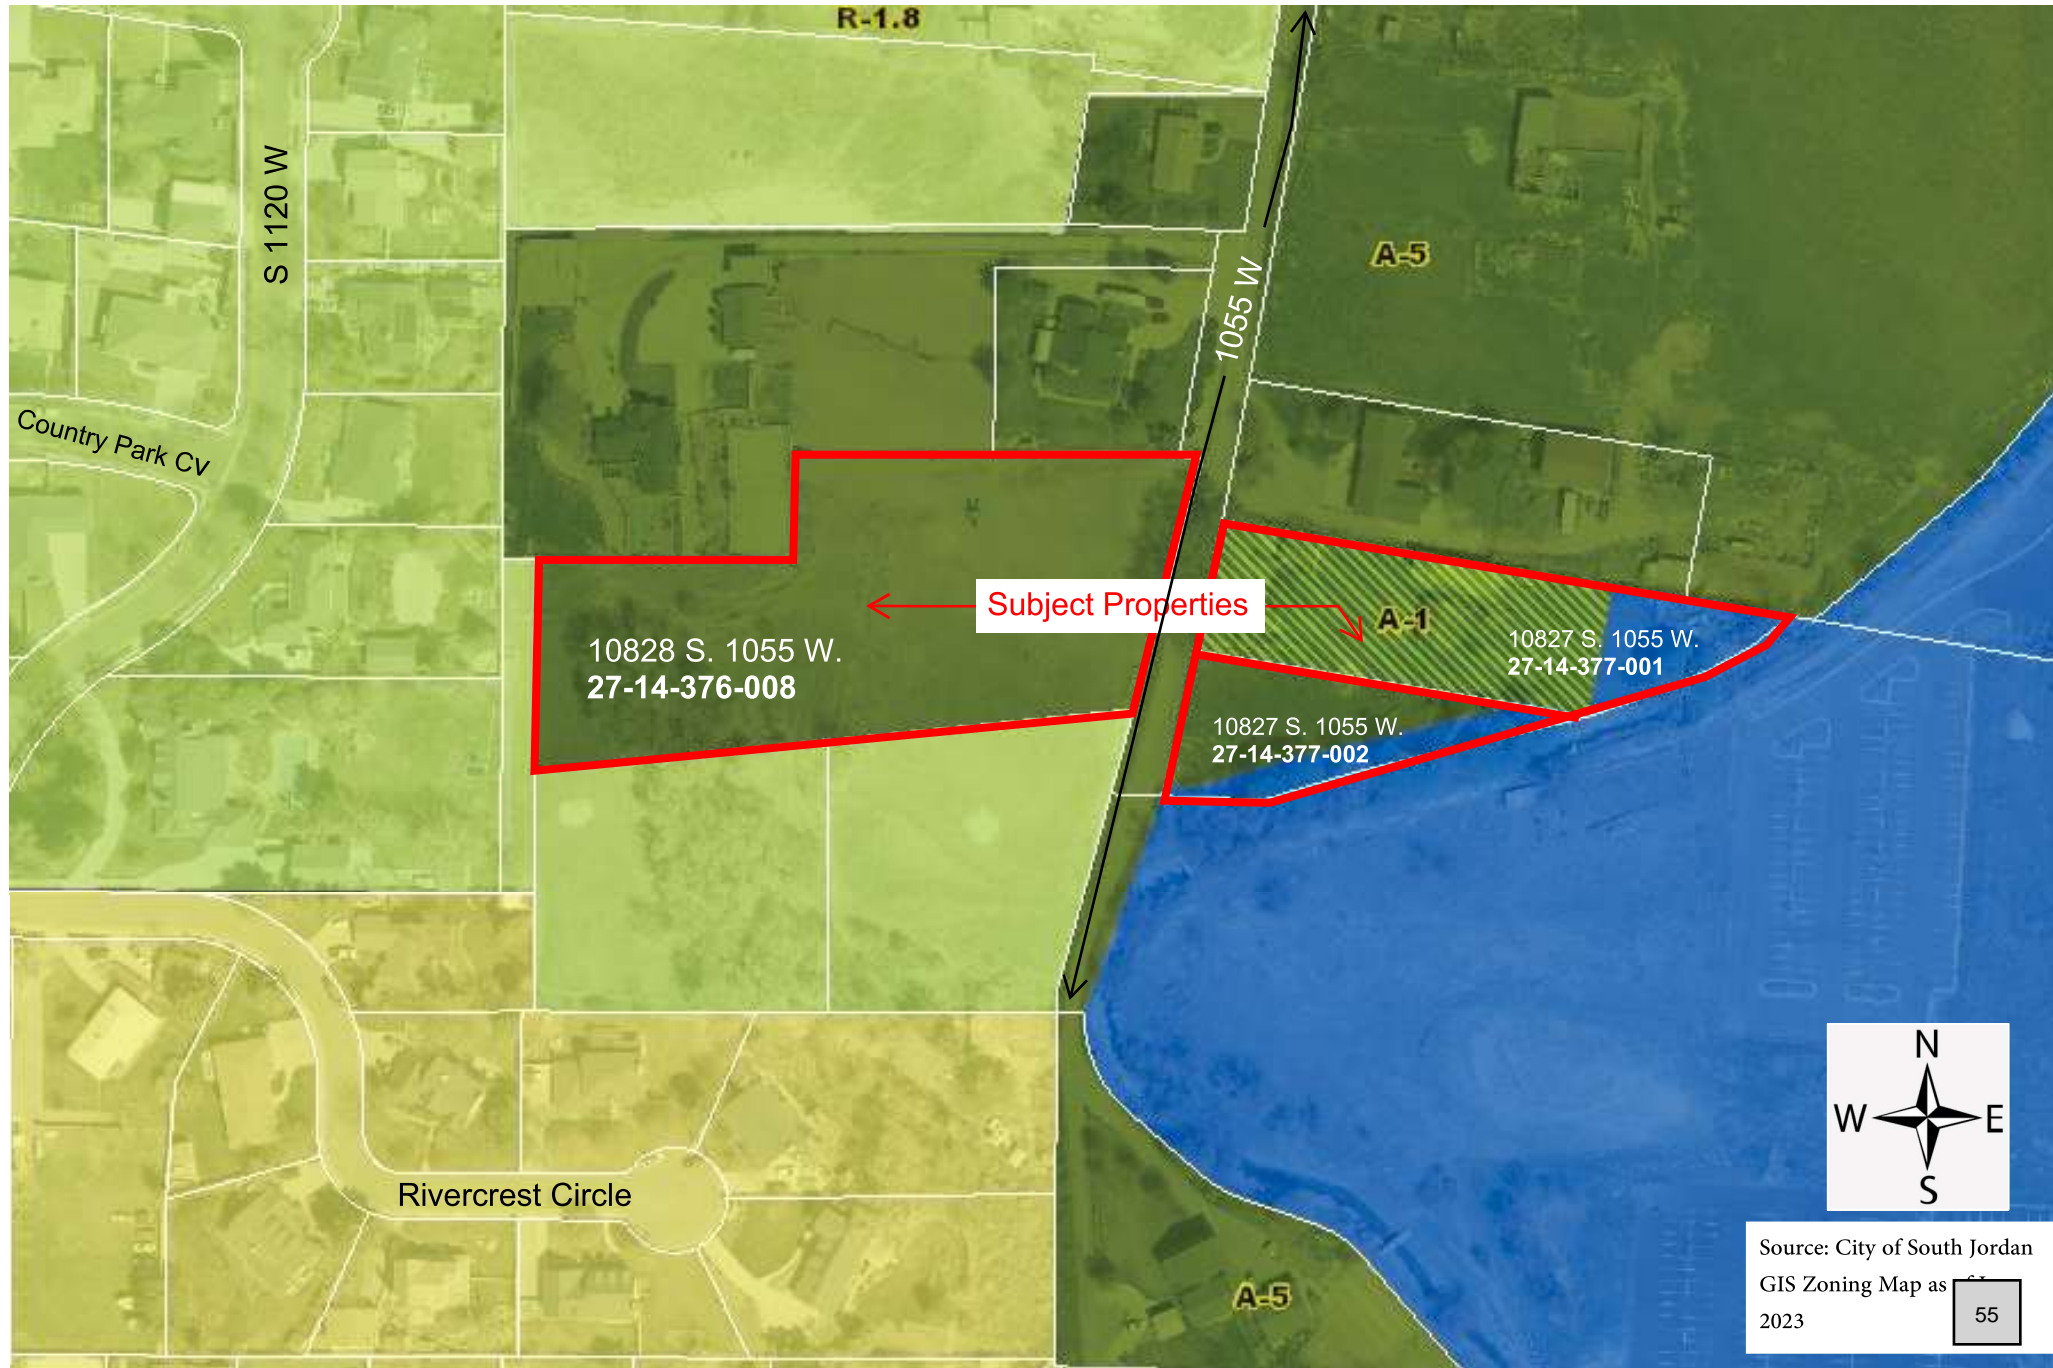 R-1.8
S 1120 W
A-5
1055 W
Country Park Cv
Subject Properties
A-1
10828 S. 1055 W.
27-14-376-008
10827 S. 1055 W.
27-14-377-001
10827 S. 1055 W.
27-14-377-002
N
W E
S
Rivercrest Circle
A-5
Source: City of South Jordan
GIS Zoning Map as
2023
55